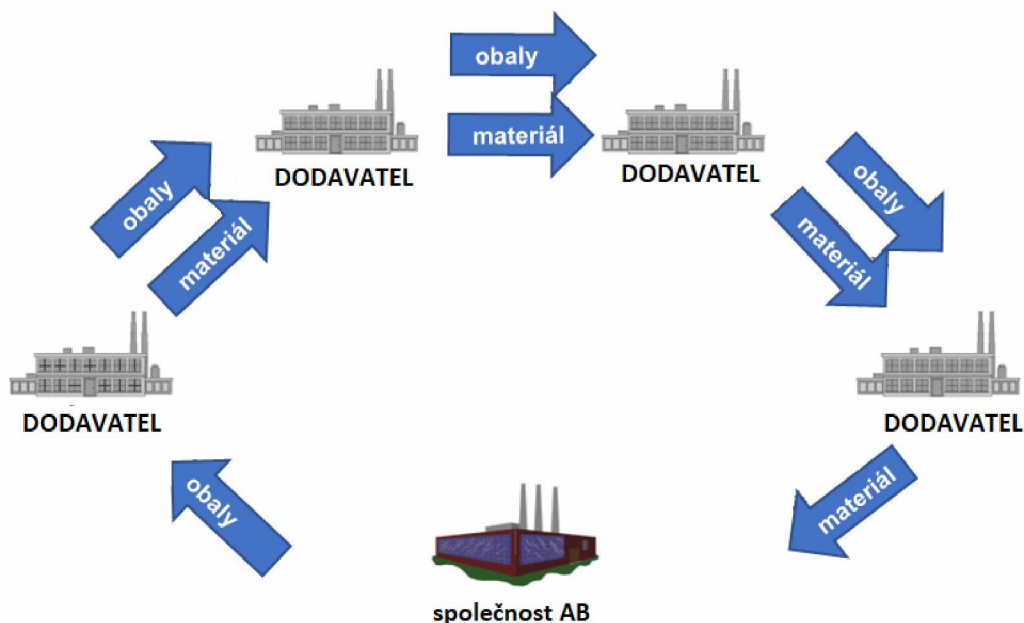 obaly
materiál
DODAVATEL
DODAVATEL
obaly
materiál
obaly
materiál
DODAVATEL
DODAVATEL
obaly
materiál
společnost AB